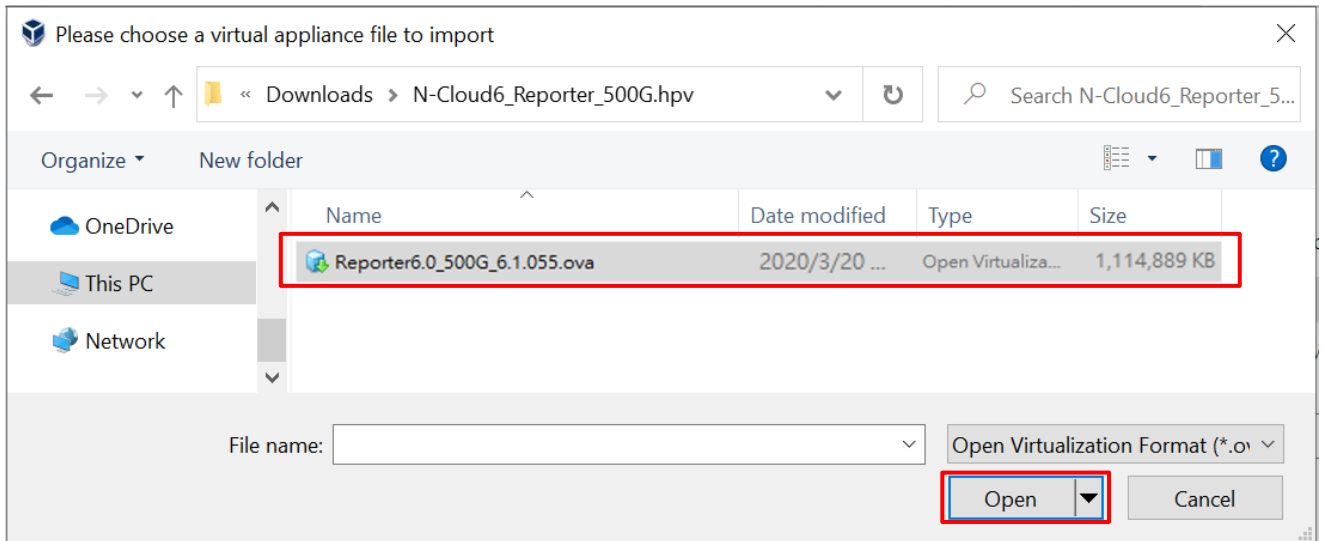 Please choose a virtual appliance file to import
« Downloads > N-Cloud6_Reporter_500G.hpv
Search N-Cloud6_Reporter_5...
Organize
New folder
OneDrive
This PC
Network
Name Date modified Type Size
Reporter6.0_500G_6.1.055.ova 2020/3/20 ... Open Virtualiza... 1,114,889 KB
File name:
Open Virtualization Format (*.ov
Open Cancel